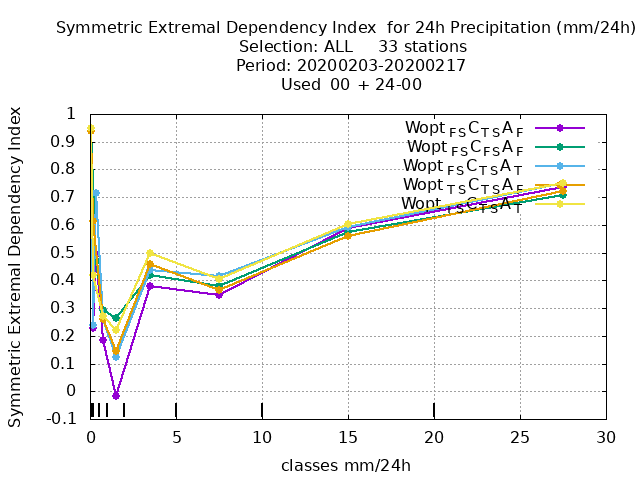 Symmetric Extremal Dependency Index for 24h Precipitation (mm/24h)
Selection: ALL 33 stations
Period: 20200203-20200217
Used 00 + 24-00
Symmetric Extremal Dependency Index
1
0.9
0.8
0.7
0.6
0.5
0.4
0.3
0.2
0.1
0
-0.1
Wopt FS C TS A F
Wopt FS C FS A F
Wopt FS C TS A T
Wopt TS C TS A F
Wopt C TS A T
0 5 10 15 20 25 30
classes mm/24h